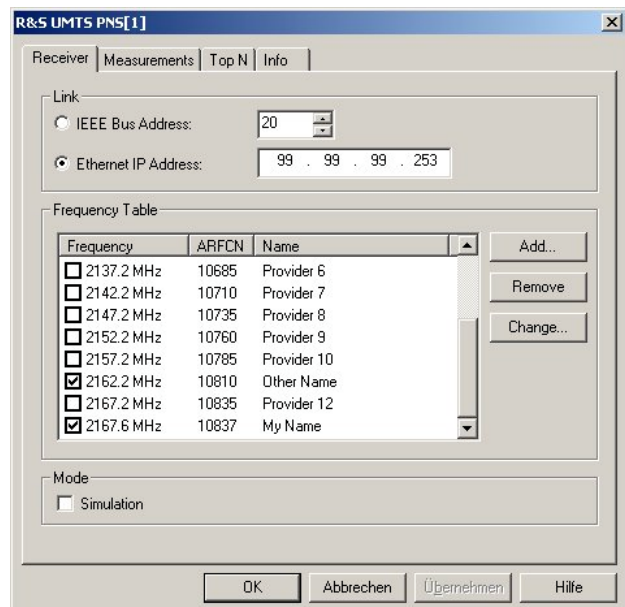 R&S UMTS PNS[1]
Receiver Measurements Top N Info
Link
IEEE Bus Address: 20
Ethernet IP Address: 99 . 99 . 99 . 253
Frequency Table
Frequency ARFCN Name
2137.2 MHz 10685 Provider 6
2142.2 MHz 10710 Provider 7
2147.2 MHz 10735 Provider 8
2152.2 MHz 10760 Provider 9
2157.2 MHz 10785 Provider 10
2162.2 MHz 10810 Other Name
2167.2 MHz 10835 Provider 12
2167.6 MHz 10837 My Name
Add...
Remove
Change...
Mode
Simulation
OK Abbrechen Übernehmen Hilfe